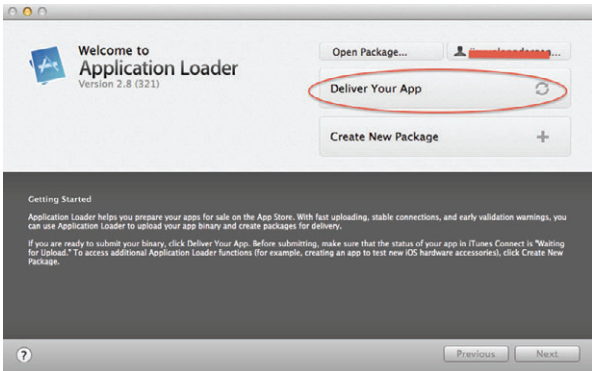 Welcome to
Application Loader
Version 2.8 (321)
Open Package...
Deliver Your App
Create New Package
Getting Started
Application Loader helps you prepare your apps for sale on the App Store. With fast uploading, stable connections, and early validation warnings, you
can use Application Loader to upload your app binary and create packages for delivery.
If you are ready to submit your binary, click Deliver Your App. Before submitting, make sure that the status of your app in iTunes Connect is "Waiting
for Upload." To access additional Application Loader functions (for example, creating an app to test new iOS hardware accessories), click Create New
Package.
?
Previous
Next